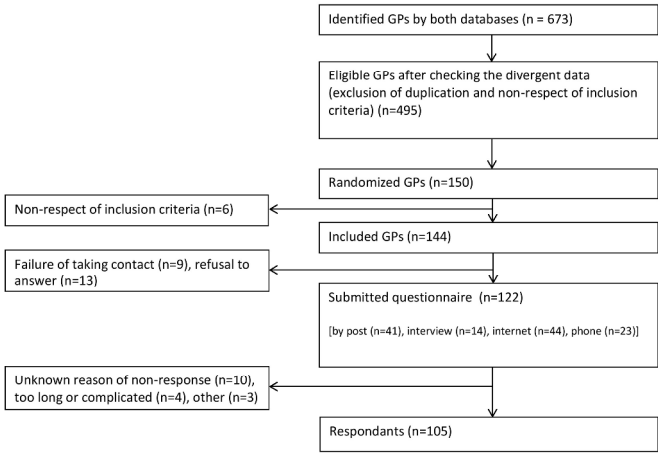 Identified GPs by both databases (n = 673)
Eligible GPs after checking the divergent data
(exclusion of duplication and non-respect of inclusion
criteria) (n=495)
Randomized GPs (n=150)
Non-respect of inclusion criteria (n=6)
Included GPs (n=144)
Failure of taking contact (n=9), refusal to
answer (n=13)
Submitted questionnaire (n=122)
[by post (n=41), interview (n=14), internet (n=44), phone (n=23)]
Unknown reason of non-response (n=10),
too long or complicated (n=4), other (n=3)
Respondants (n=105)